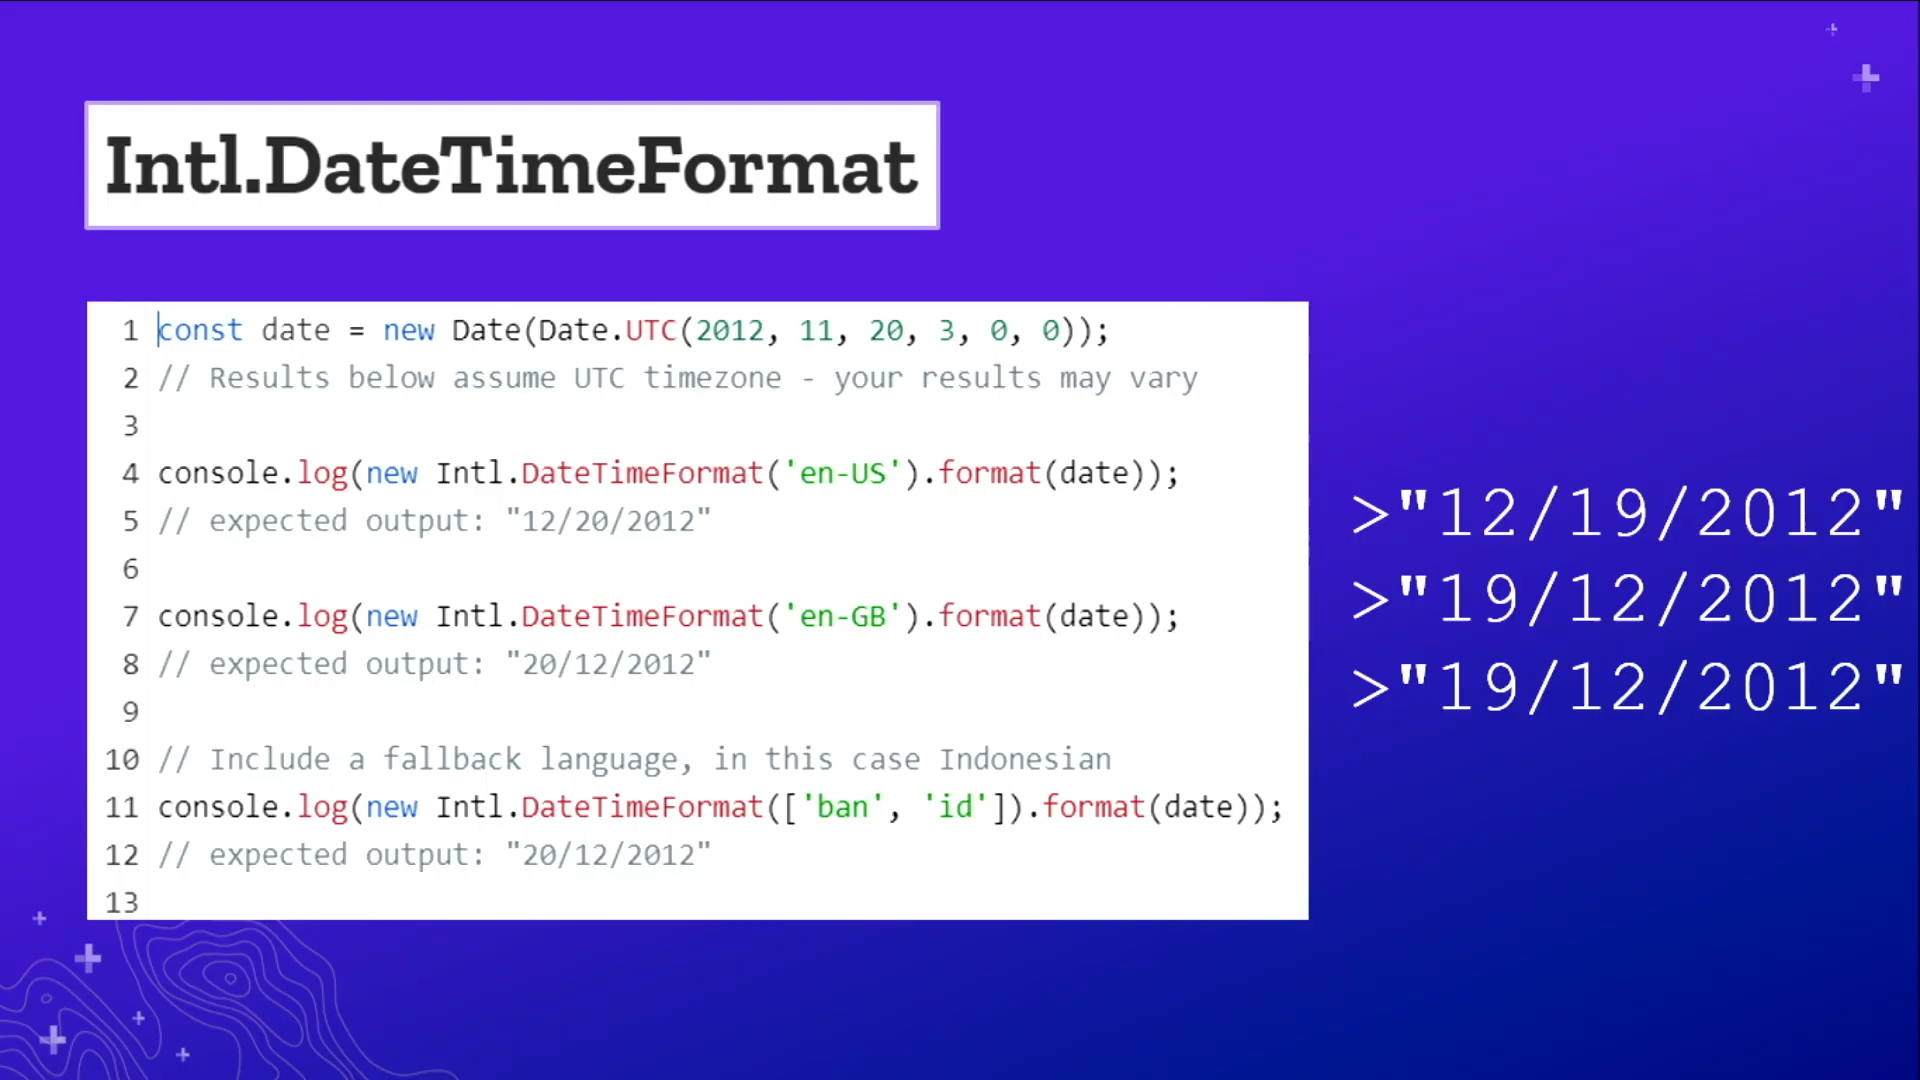 Intl.DateTimeFormat
1 const date = new Date(Date.UTC(2012, 11, 20, 3, 0, 0));
2 // Results below assume UTC timezone - your results may vary
3
4 console.log(new Intl.DateTimeFormat('en-US').format(date));
5 // expected output: "12/20/2012"
6
7 console.log(new Intl.DateTimeFormat('en-GB').format(date));
8 // expected output: "20/12/2012"
9
10 // Include a fallback language, in this case Indonesian
11 console.log(new Intl.DateTimeFormat(['ban', 'id']).format(date));
12 // expected output: "20/12/2012"
13
>"12/19/2012"
>"19/12/2012"
>"19/12/2012"